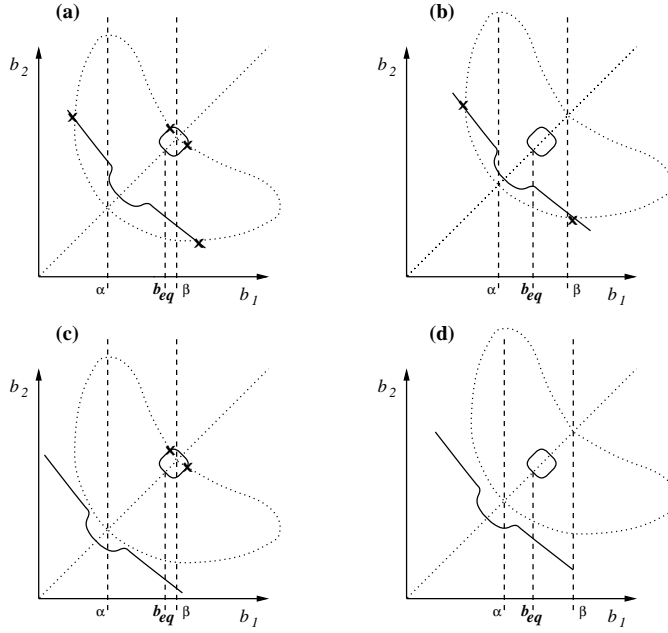 (a) (b)
b2 b2
α beq β b1 α beq β b1
(c) (d)
b2 b2
α beq β b1 α beq β b1